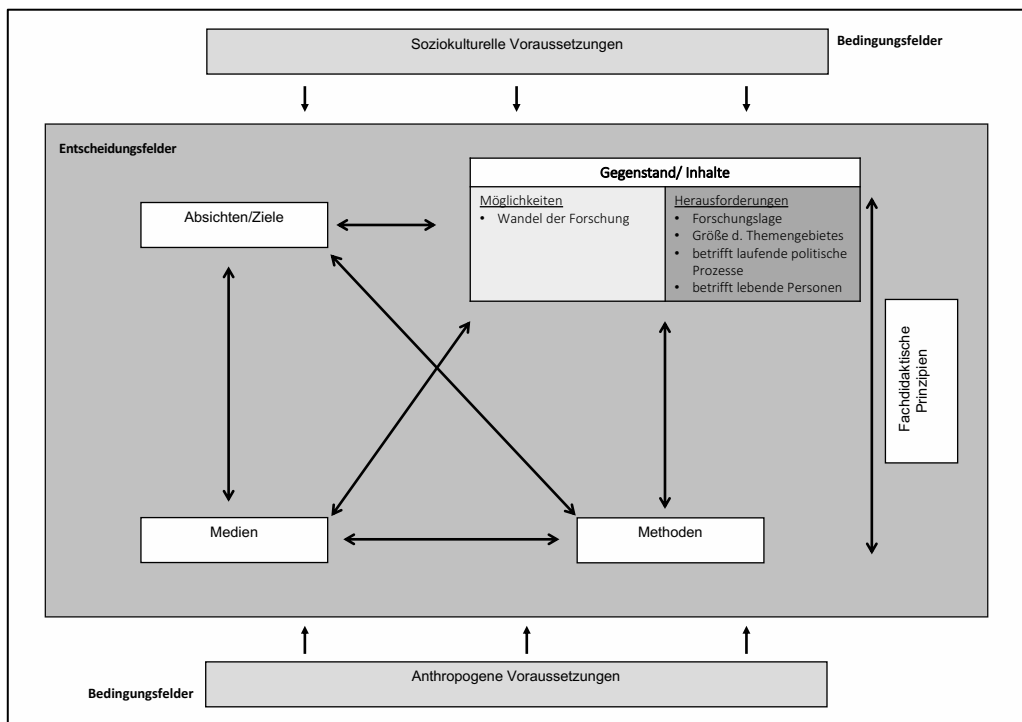 Soziokulturelle Voraussetzungen
Bedingungsfelder
Entscheidungsfelder
Gegenstand/ Inhalte
Möglichkeiten
• Wandel der Forschung
Herausforderungen
• Forschungslage
• Größe d. Themengebietes
• betrifft laufende politische
Prozesse
• betrifft lebende Personen
Absichten/Ziele
Fachdidaktische
Prinzipien
Medien
Methoden
Anthropogene Voraussetzungen
Bedingungsfelder